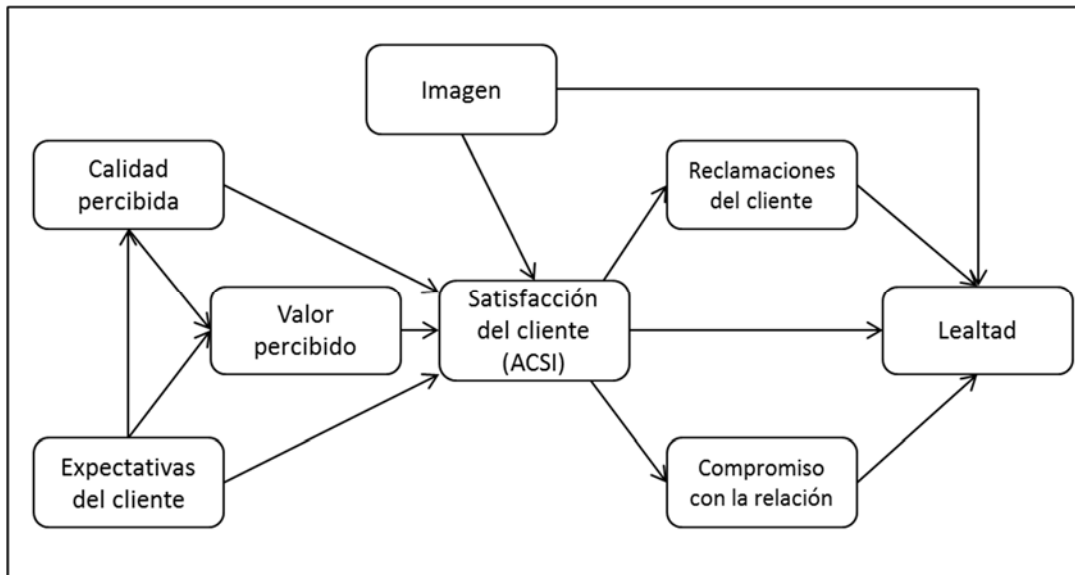 Imagen
Calidad
percibida
Reclamaciones
del cliente
Valor
percibido
Satisfacción
del cliente
(ACSI)
Lealtad
Expectativas
del cliente
Compromiso
con la relación